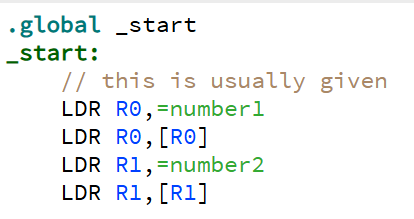 .global _start
_start:
// this is usually given
LDR R0,=number1
LDR R0,[R0]
LDR R1,=number2
LDR R1,[R1]